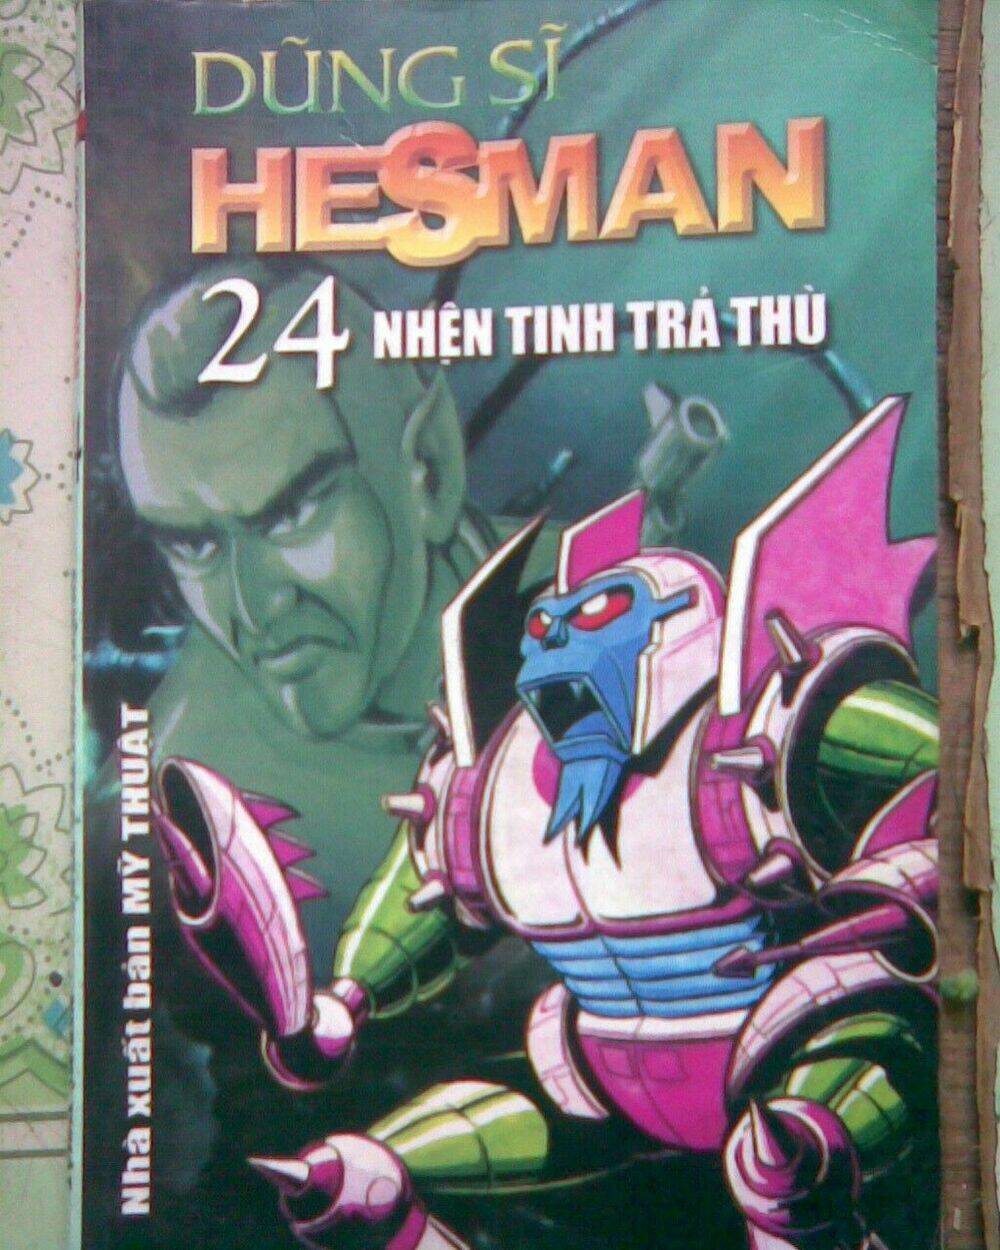 DŨNG SĨ
HESMAN
24 NHỆN TINH TRẢ THÙ
Nhà xuất bản MỸ THUẬT